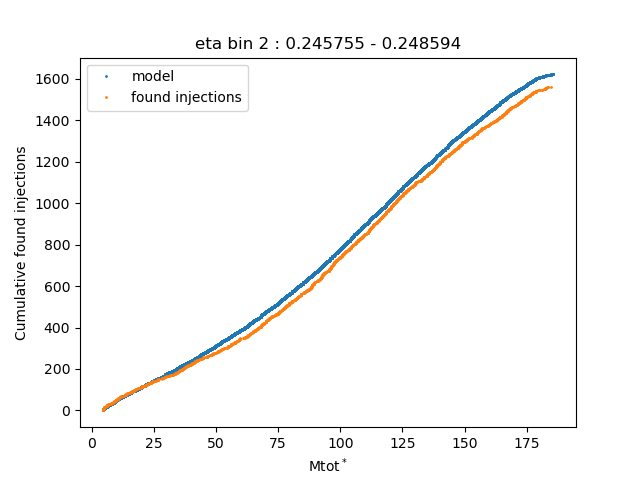 eta bin 2 : 0.245755 - 0.248594
model
found injections
Cumulative found injections
1600
1400
1200
1000
800
600
400
200
0
0 25 50 75 100 125 150 175
Mtot*